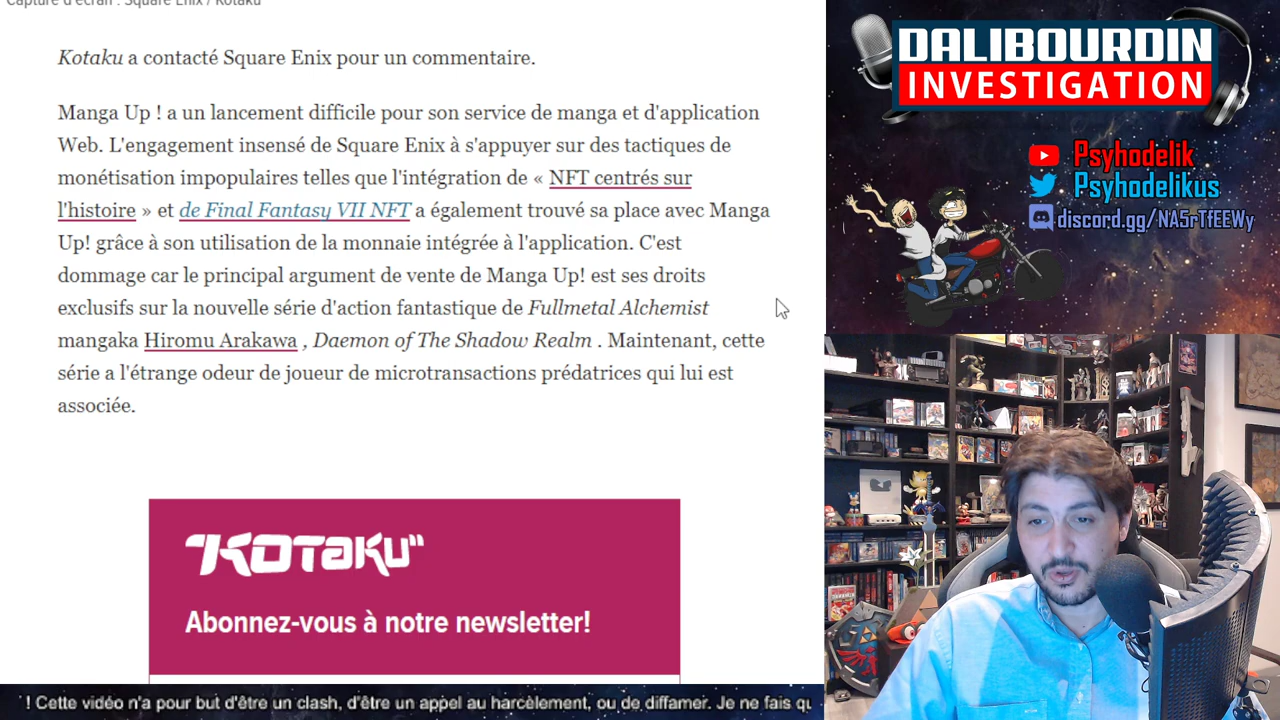 Capture d'écran : Square Enix / Kotaku
Kotaku a contacté Square Enix pour un commentaire.
Manga Up ! a un lancement difficile pour son service de manga et d'application
Web. L'engagement insensé de Square Enix à s'appuyer sur des tactiques de
monétisation impopulaires telles que l'intégration de « NFT centrés sur
l'histoire » et de Final Fantasy VII NFT a également trouvé sa place avec Manga
Up! grâce à son utilisation de la monnaie intégrée à l'application. C'est
dommage car le principal argument de vente de Manga Up! est ses droits
exclusifs sur la nouvelle série d'action fantastique de Fullmetal Alchemist
mangaka Hiromu Arakawa , Daemon of The Shadow Realm . Maintenant, cette
série a l'étrange odeur de joueur de microtransactions prédatrices qui lui est
associée.
"KOTaKU"
Abonnez-vous à notre newsletter!
! Cette vidéo n'a pour but d'être un clash, d'être un appel au harcèlement, ou de diffamer. Je ne fais qu
DALIBOURDIN
INVESTIGATION
Psyhodelik
Psyhodelikus
discord.gg/NA5rTfEEWy